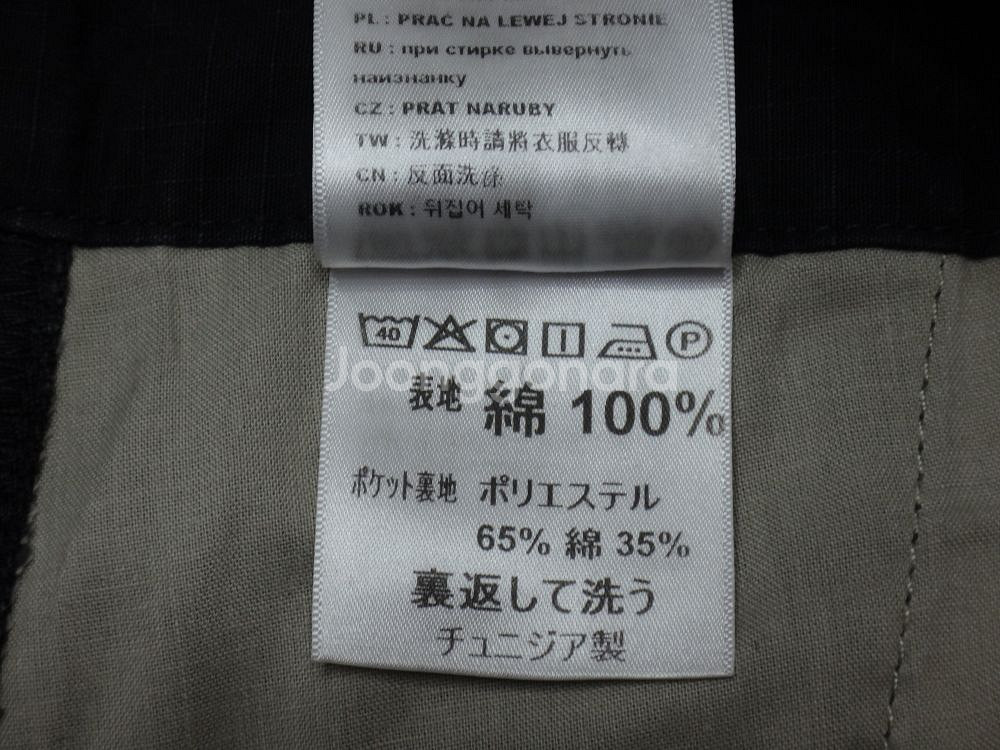 PL : PRAĆ NA LEWEJ STRONIE
RU : при стирке вывернуть
наизнанку
CZ : PRAT NARUBY
TW : 洗滌時請將衣服反轉
CN : 反面洗涤
ROK : 뒤집어 세탁
40
P
Joonggonara
表地 綿 100%
ポケット裏地 ポリエステル
65% 綿 35%
裏返して洗う
チュニジア製